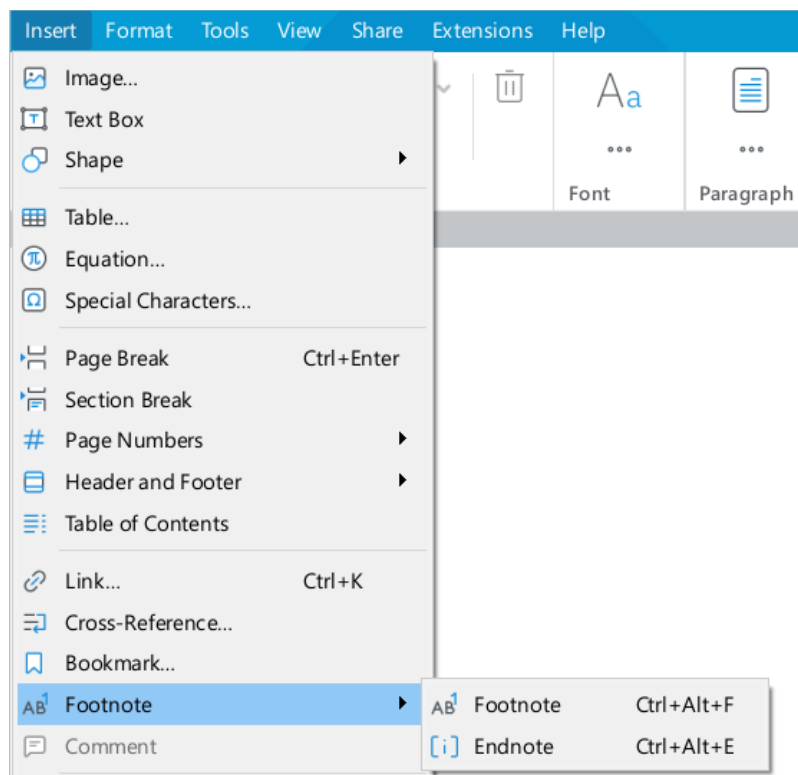 Insert Format Tools View Share Extensions Help
Image...
Text Box
Shape
Aa
Font
Paragraph
Table...
Equation...
Special Characters...
Page Break Ctrl+Enter
Section Break
Page Numbers
Header and Footer
Table of Contents
Link... Ctrl+K
Cross-Reference...
Bookmark...
Footnote
Footnote Ctrl+Alt+F
Endnote Ctrl+Alt+E
Comment